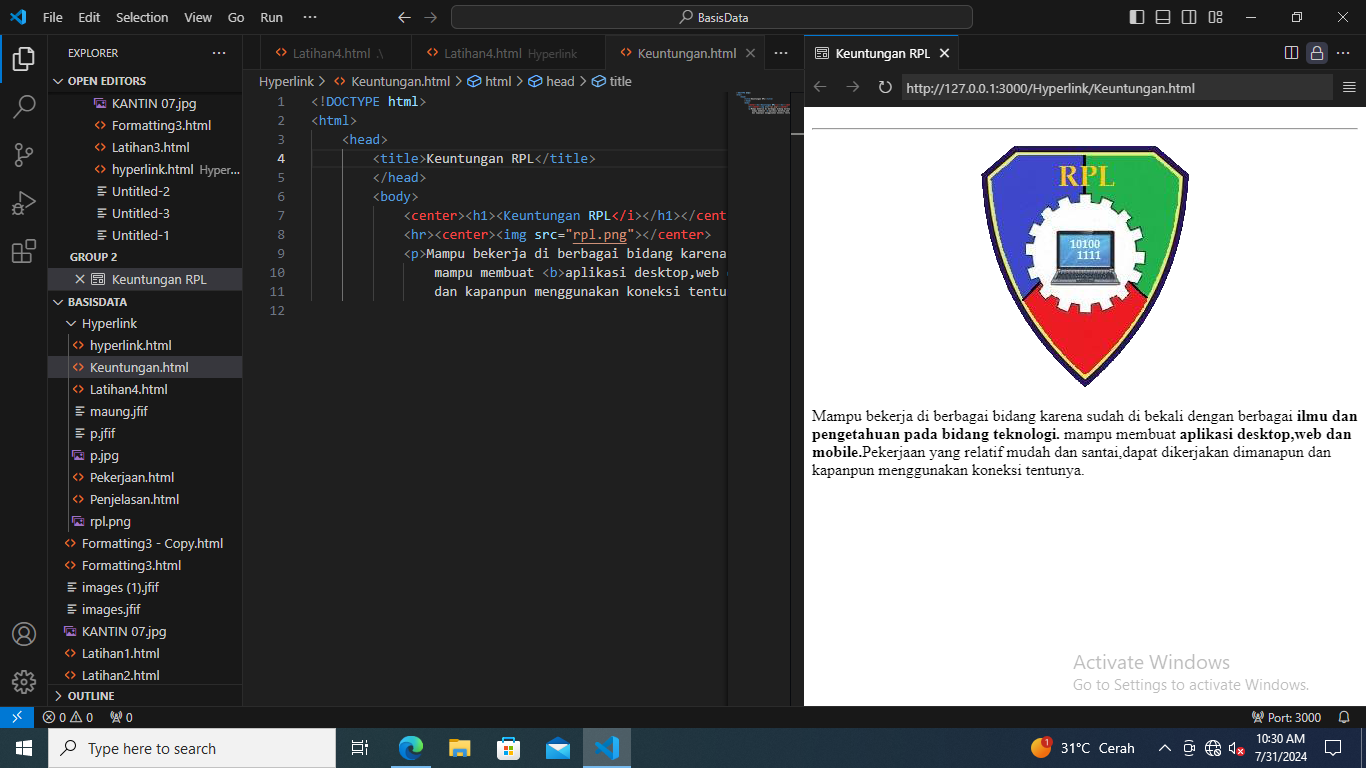 File Edit Selection View Go Run ··· BasisData
EXPLORER ···
OPEN EDITORS
KANTIN 07.jpg
Formatting3.html
Latihan3.html
hyperlink.html Hyper...
Untitled-2
Untitled-3
Untitled-1
GROUP 2
Keuntungan RPL
BASISDATA
Hyperlink
hyperlink.html
Keuntungan.html
Latihan4.html
maung.jfif
p.jfif
p.jpg
Pekerjaan.html
Penjelasan.html
rpl.png
Formatting3 - Copy.html
Formatting3.html
images (1).jfif
images.jfif
KANTIN 07.jpg
Latihan1.html
Latihan2.html
OUTLINE
Latihan4.html .\ Latihan4.html Hyperlink Keuntungan.html ···
Hyperlink > Keuntungan.html > html > head > title
1 <!DOCTYPE html>
2 <html>
3 <head>
4 <title>Keuntungan RPL</title>
5 </head>
6 <body>
7 <center><h1><Keuntungan RPL</i></h1></cent
8 <hr><center><img src="rpl.png"></center>
9 <p>Mampu bekerja di berbagai bidang karena
10 mampu membuat <b>aplikasi desktop,web
11 dan kapanpun menggunakan koneksi tentu
12
Keuntungan RPL ···
http://127.0.0.1:3000/Hyperlink/Keuntungan.html
RPL
10100
1111
Mampu bekerja di berbagai bidang karena sudah di bekali dengan berbagai ilmu dan
pengetahuan pada bidang teknologi. mampu membuat aplikasi desktop,web dan
mobile.Pekerjaan yang relatif mudah dan santai,dapat dikerjakan dimanapun dan
kapanpun menggunakan koneksi tentunya.
Activate Windows
Go to Settings to activate Windows.
0 0 0 Port: 3000
Type here to search
1 31°C Cerah
10:30 AM
7/31/2024